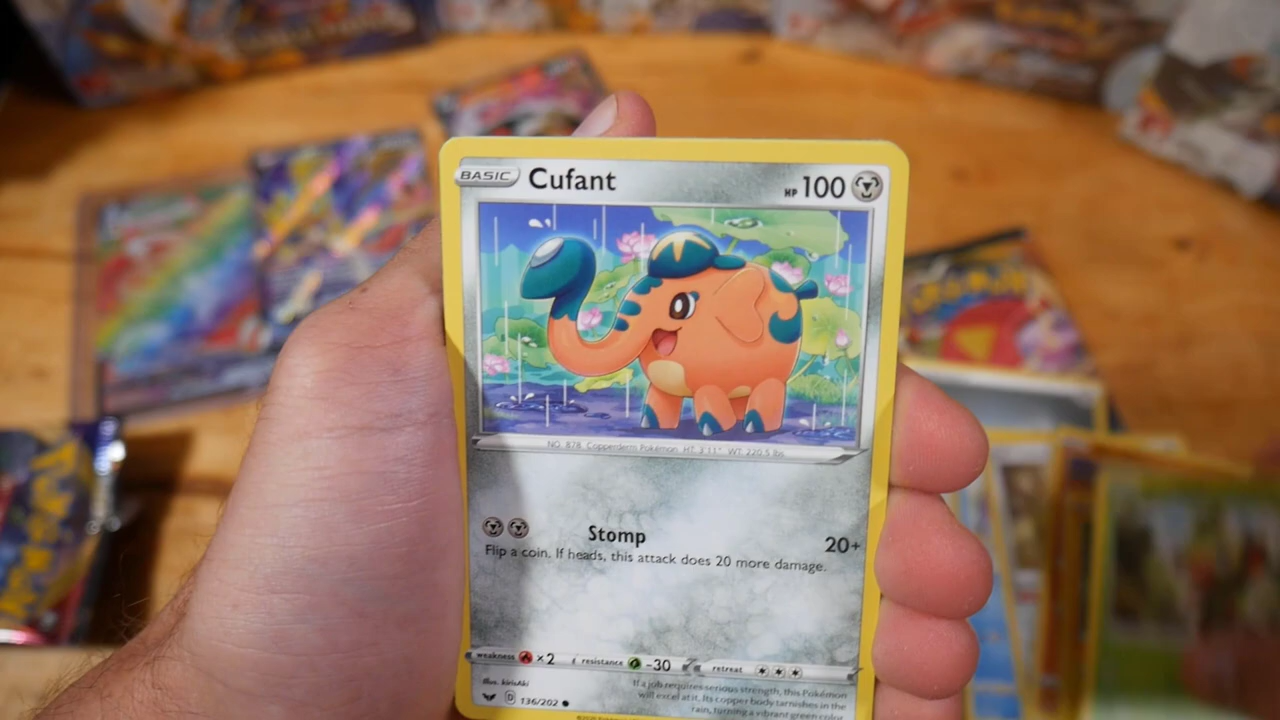 BASIC Cufant HP 100
NO. 878 Copperderm Pokémon HT: 3'11" WT: 220.5 lbs.
Stomp 20+
Flip a coin. If heads, this attack does 20 more damage.
weakness ×2 resistance -30 retreat
Illus. kirisAki
If a job requires serious strength, this Pokémon
will excel at it. Its copper body tarnishes in the
rain, turning a vibrant green color.
D 136/202
POKÉMON